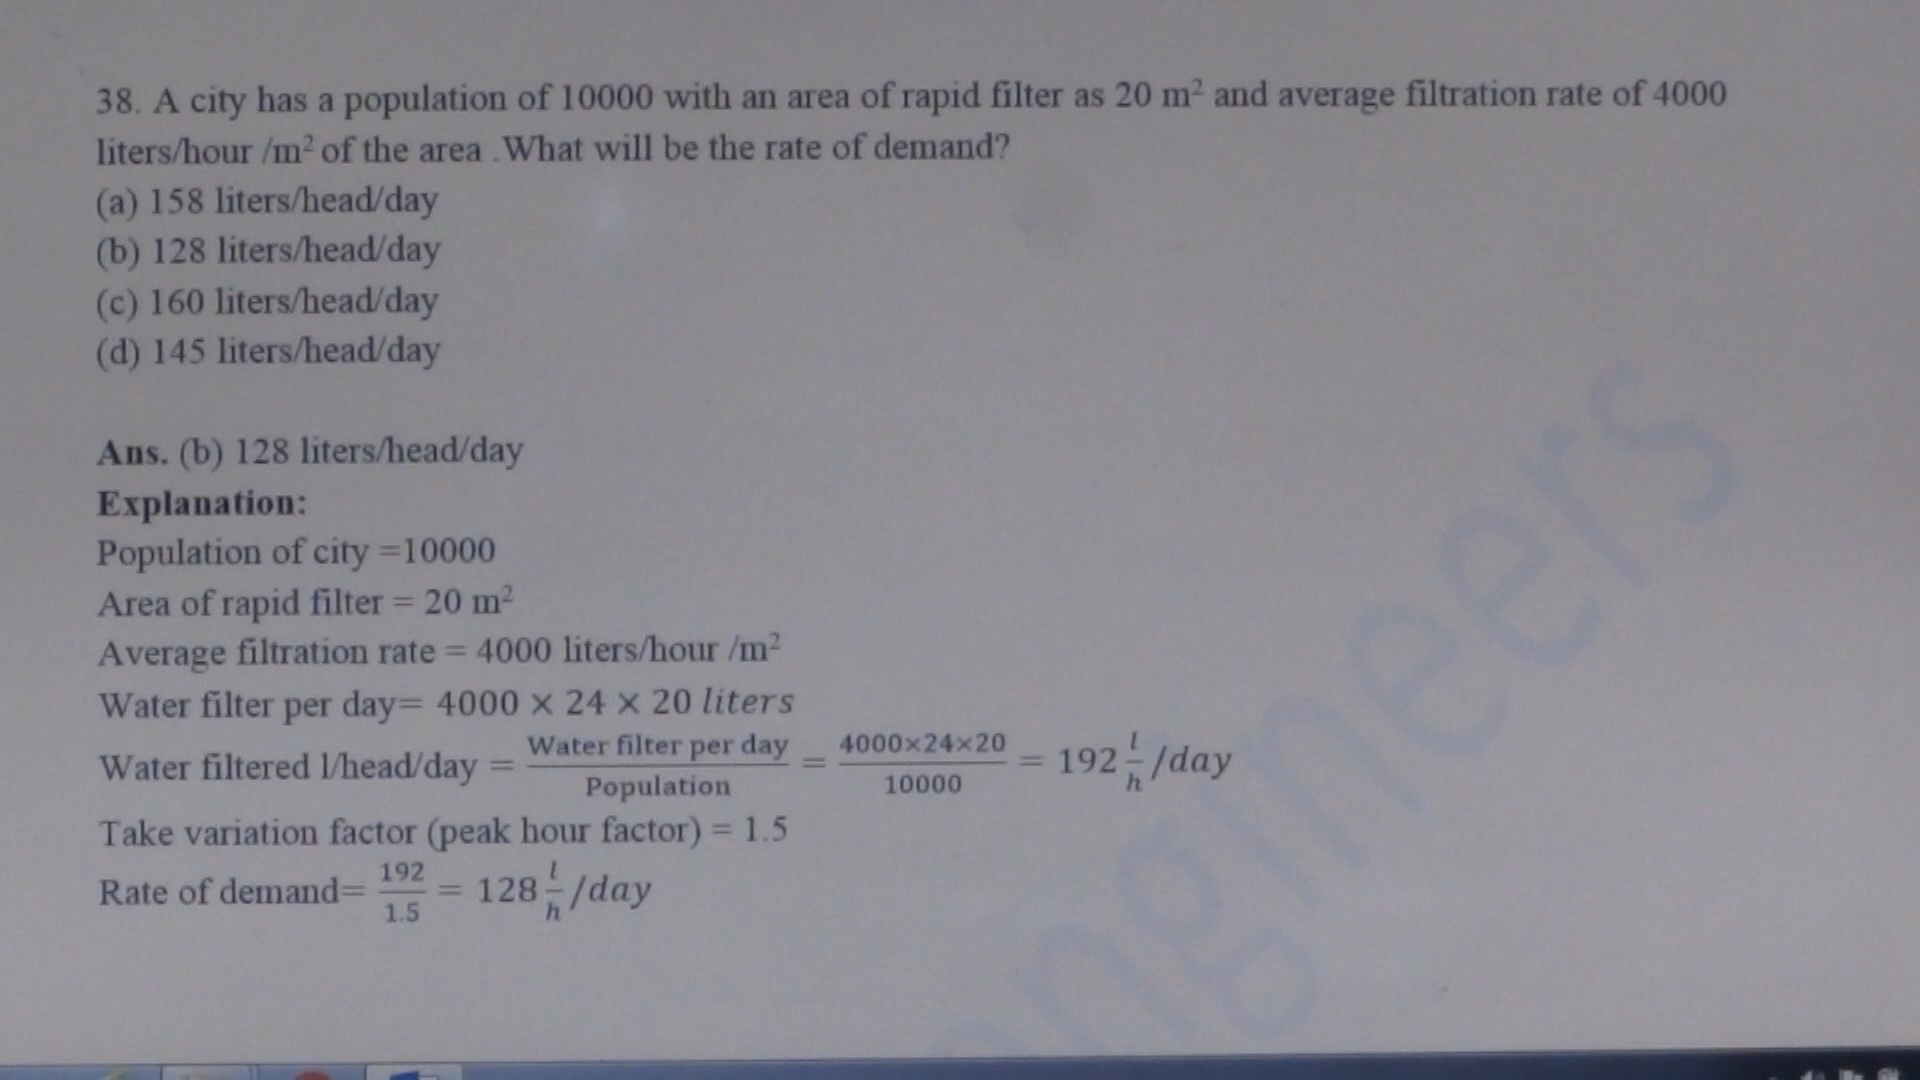 38. A city has a population of 10000 with an area of rapid filter as 20 m² and average filtration rate of 4000
liters/hour /m² of the area .What will be the rate of demand?
(a) 158 liters/head/day
(b) 128 liters/head/day
(c) 160 liters/head/day
(d) 145 liters/head/day
Ans. (b) 128 liters/head/day
Explanation:
Population of city =10000
Area of rapid filter = 20 m²
Average filtration rate = 4000 liters/hour /m²
Water filter per day= 4000 × 24 × 20 liters
Water filtered l/head/day = Water filter per day / Population = 4000×24×20 / 10000 = 192 l/h /day
Take variation factor (peak hour factor) = 1.5
Rate of demand= 192 / 1.5 = 128 l/h /day
ngineers